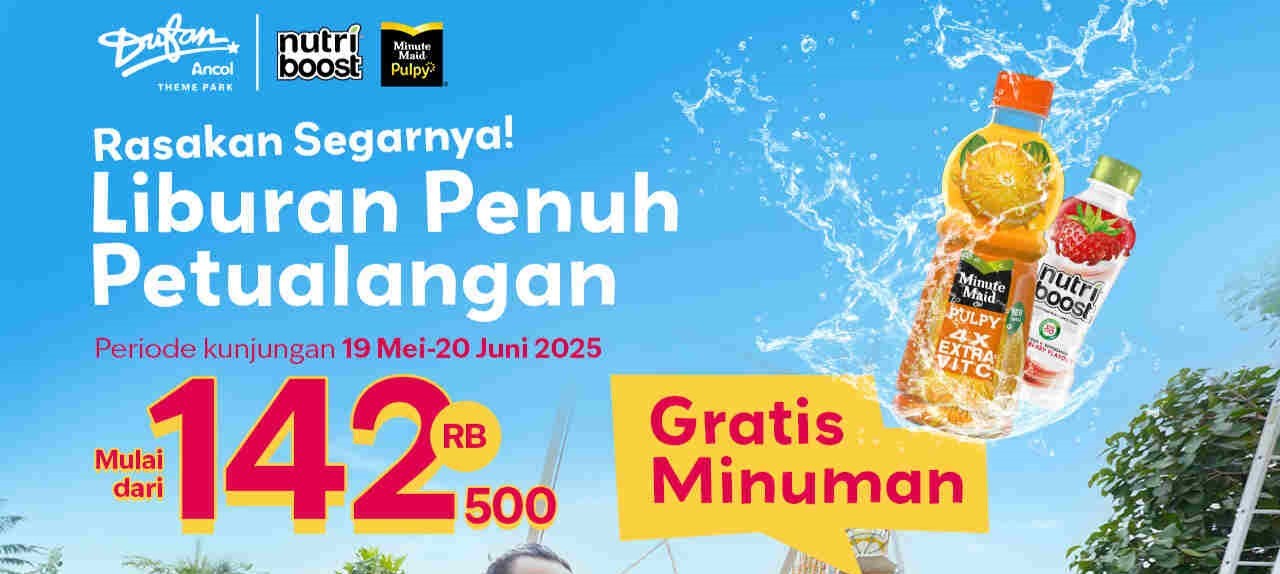 Dufan
Ancol
THEME PARK
nutri
boost
Minute
Maid
Pulpy
Rasakan Segarnya!
Liburan Penuh
Petualangan
Periode kunjungan 19 Mei-20 Juni 2025
Mulai
dari
142 RB
500
Gratis
Minuman
Minute
Maid
PULPY
4X
EXTRA
VIT C
nutri
boost